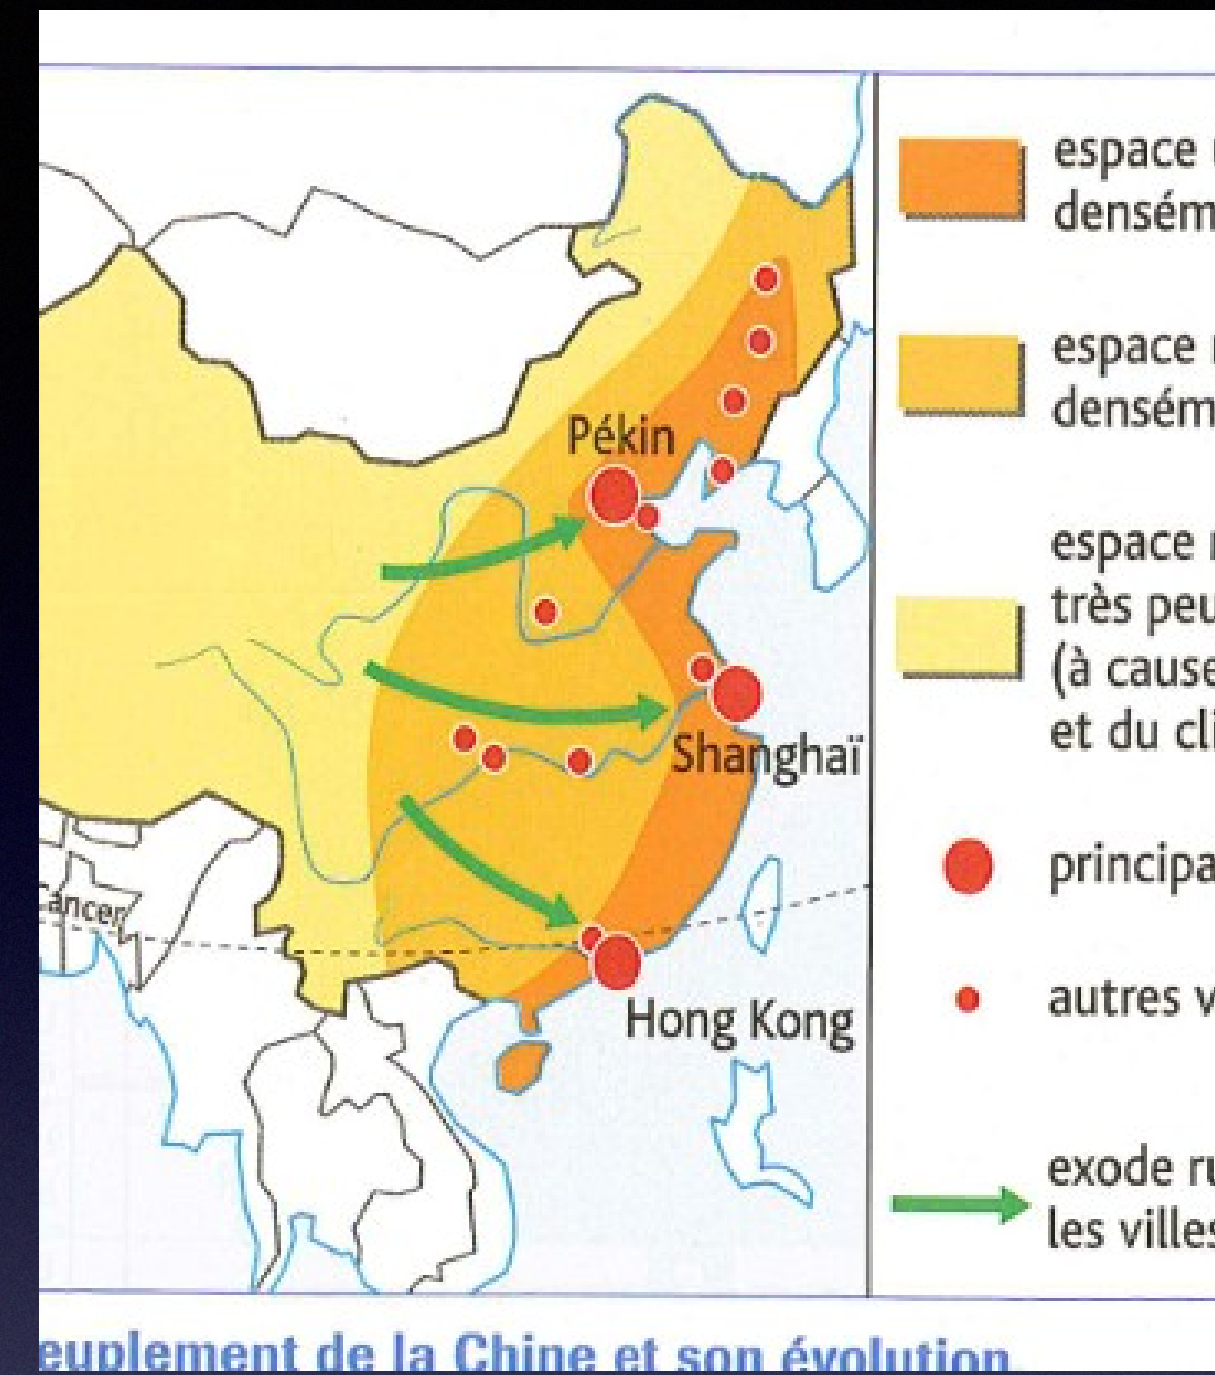 Pékin
Shanghaï
Cancer
Hong Kong
espace
densém
espace
densém
espace
très peu
(à cause
et du cli
principa
autres v
exode ru
les villes
euplement de la Chine et son évolution